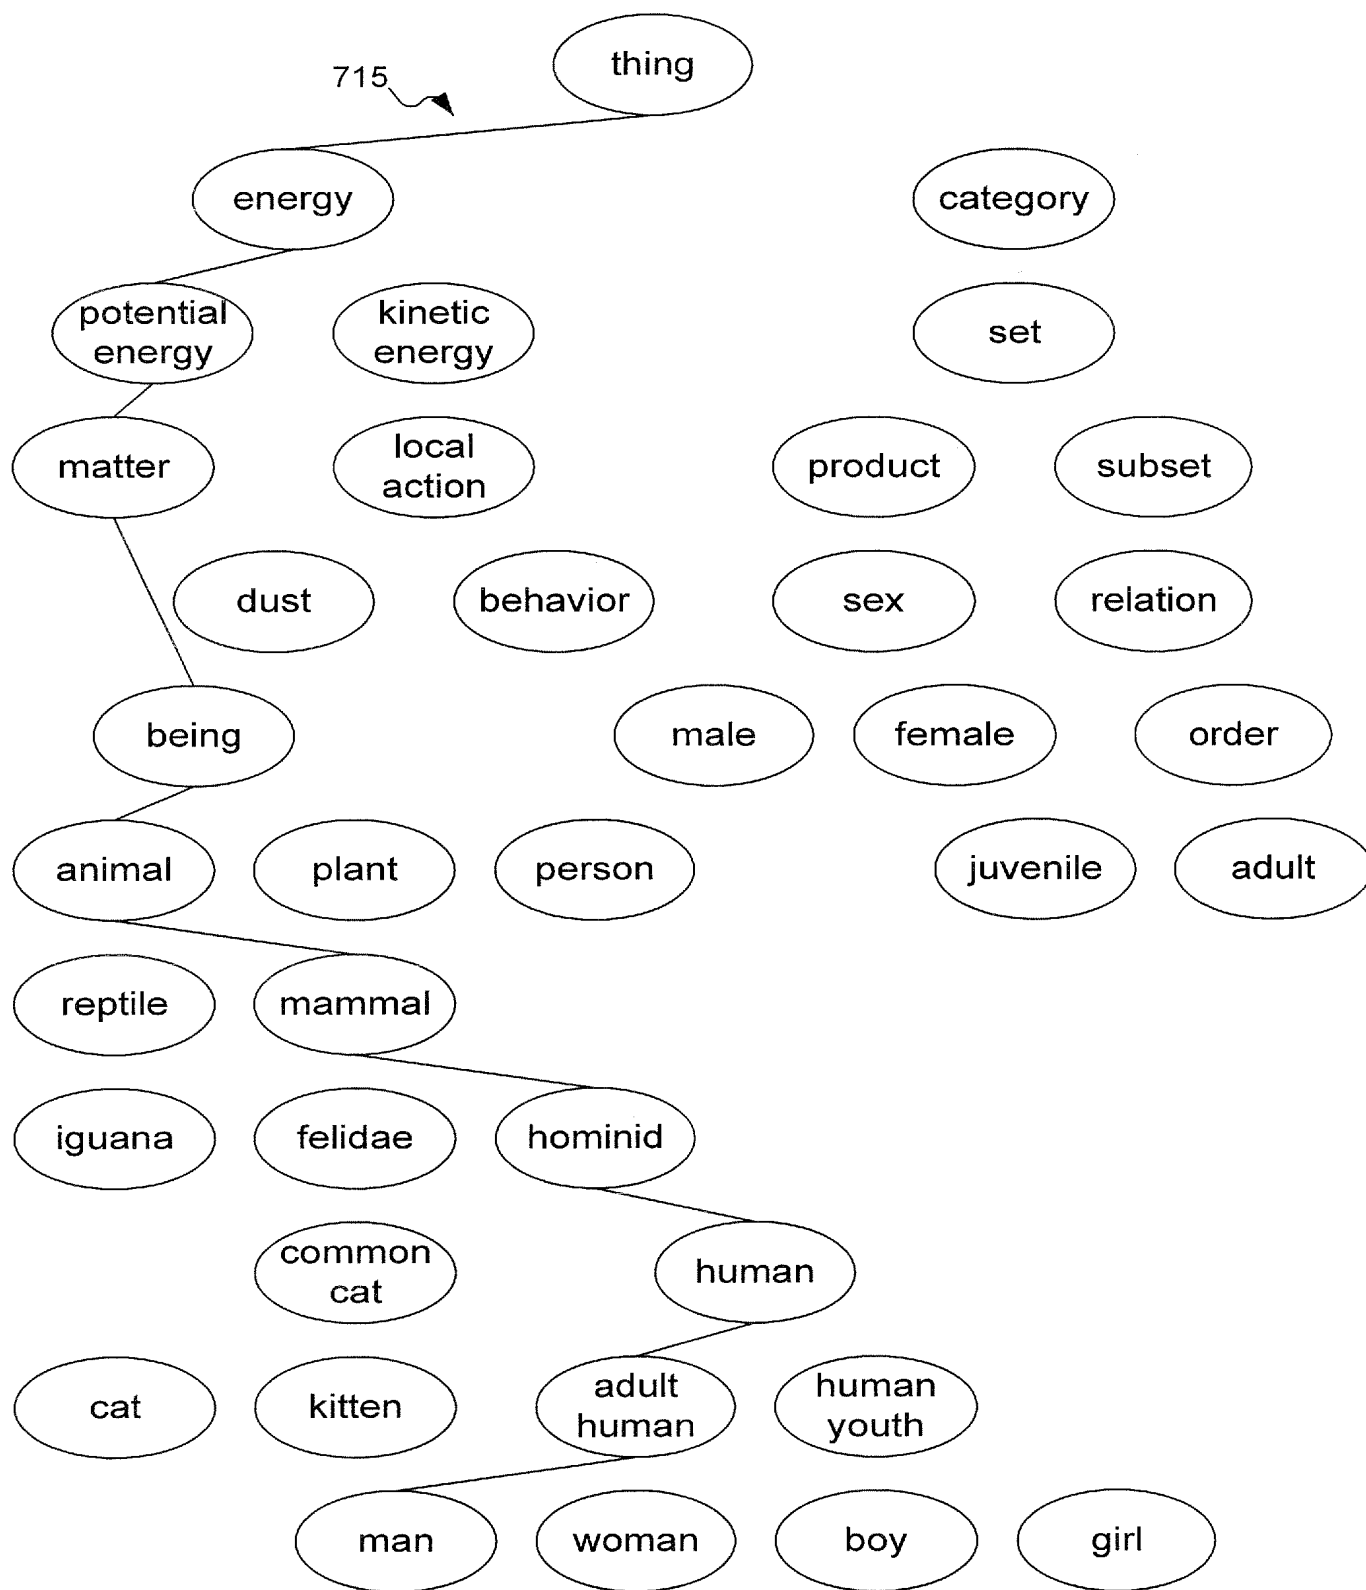 thing
715
energy
category
potential
energy
kinetic
energy
set
matter
local
action
product
subset
dust
behavior
sex
relation
being
male
female
order
animal
plant
person
juvenile
adult
reptile
mammal
iguana
felidae
hominid
common
cat
human
cat
kitten
adult
human
human
youth
man
woman
boy
girl